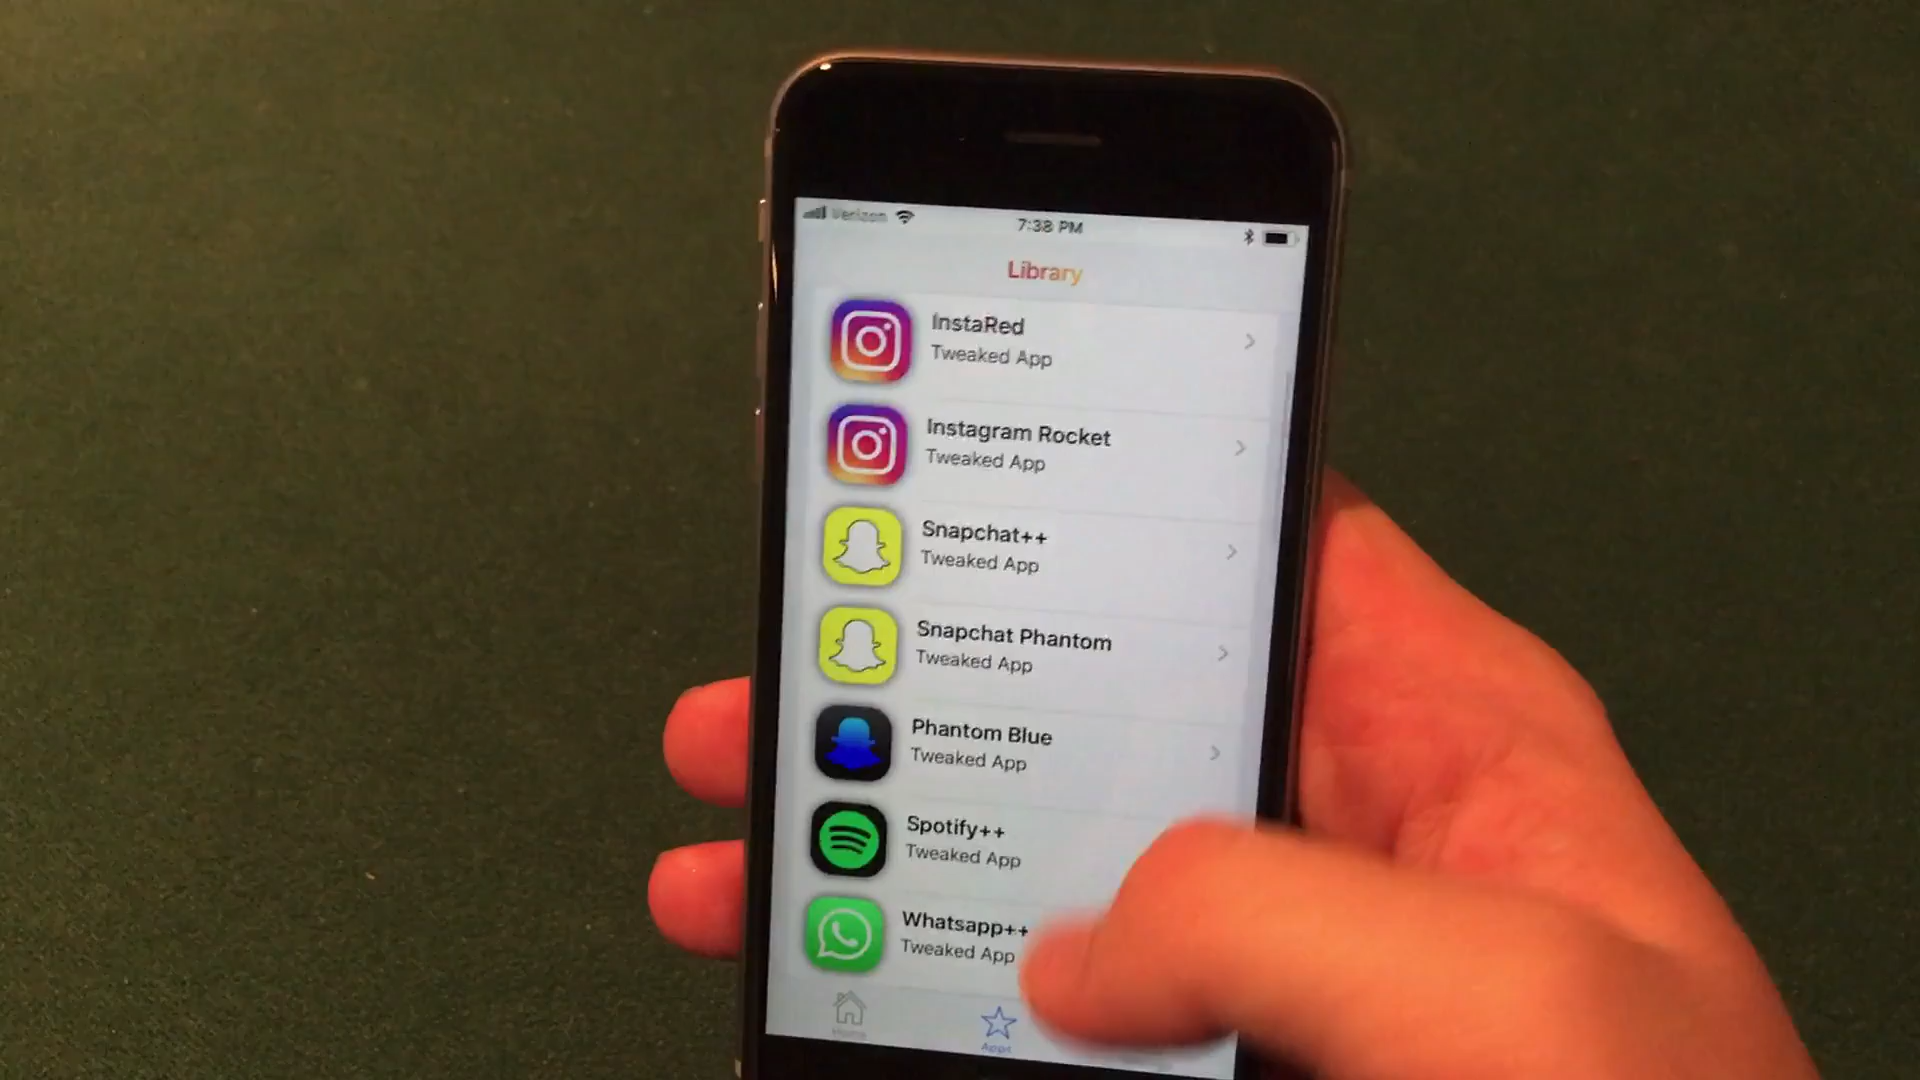 Verizon
7:38 PM
Library
InstaRed
Tweaked App
Instagram Rocket
Tweaked App
Snapchat++
Tweaked App
Snapchat Phantom
Tweaked App
Phantom Blue
Tweaked App
Spotify++
Tweaked App
Whatsapp++
Tweaked App
Home
Apps